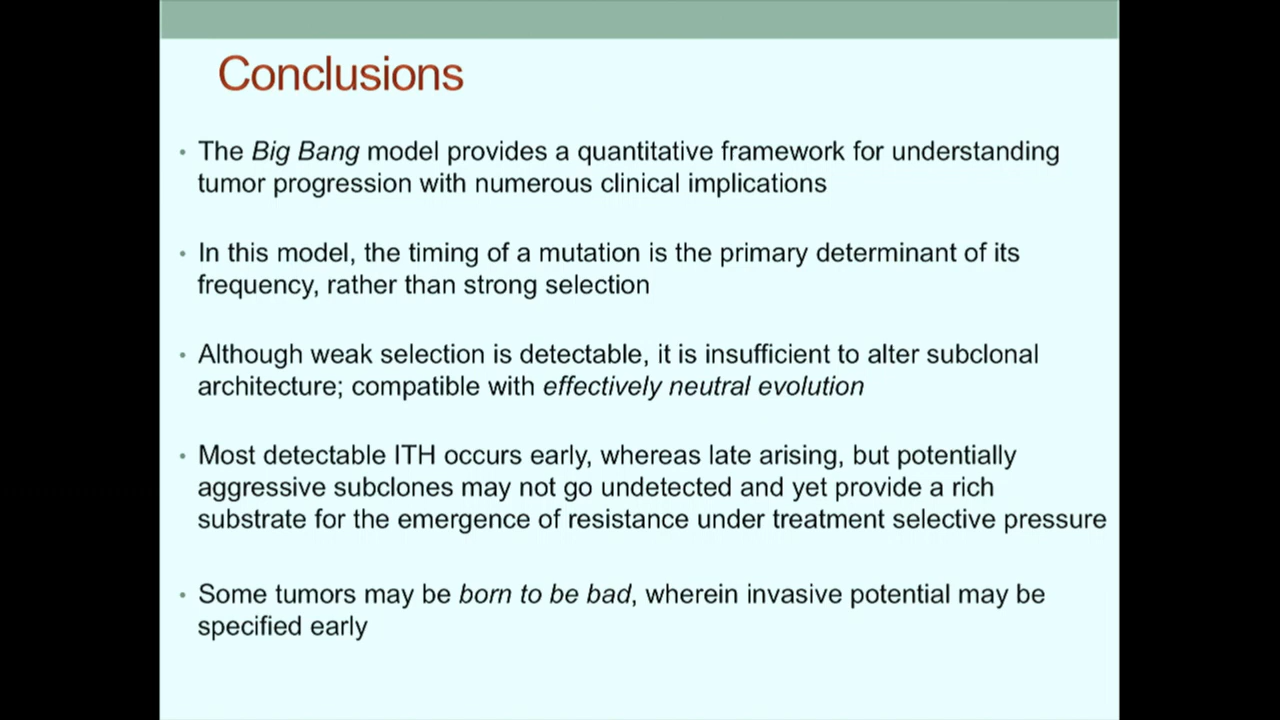 Conclusions
• The Big Bang model provides a quantitative framework for understanding
tumor progression with numerous clinical implications
• In this model, the timing of a mutation is the primary determinant of its
frequency, rather than strong selection
• Although weak selection is detectable, it is insufficient to alter subclonal
architecture; compatible with effectively neutral evolution
• Most detectable ITH occurs early, whereas late arising, but potentially
aggressive subclones may not go undetected and yet provide a rich
substrate for the emergence of resistance under treatment selective pressure
• Some tumors may be born to be bad, wherein invasive potential may be
specified early